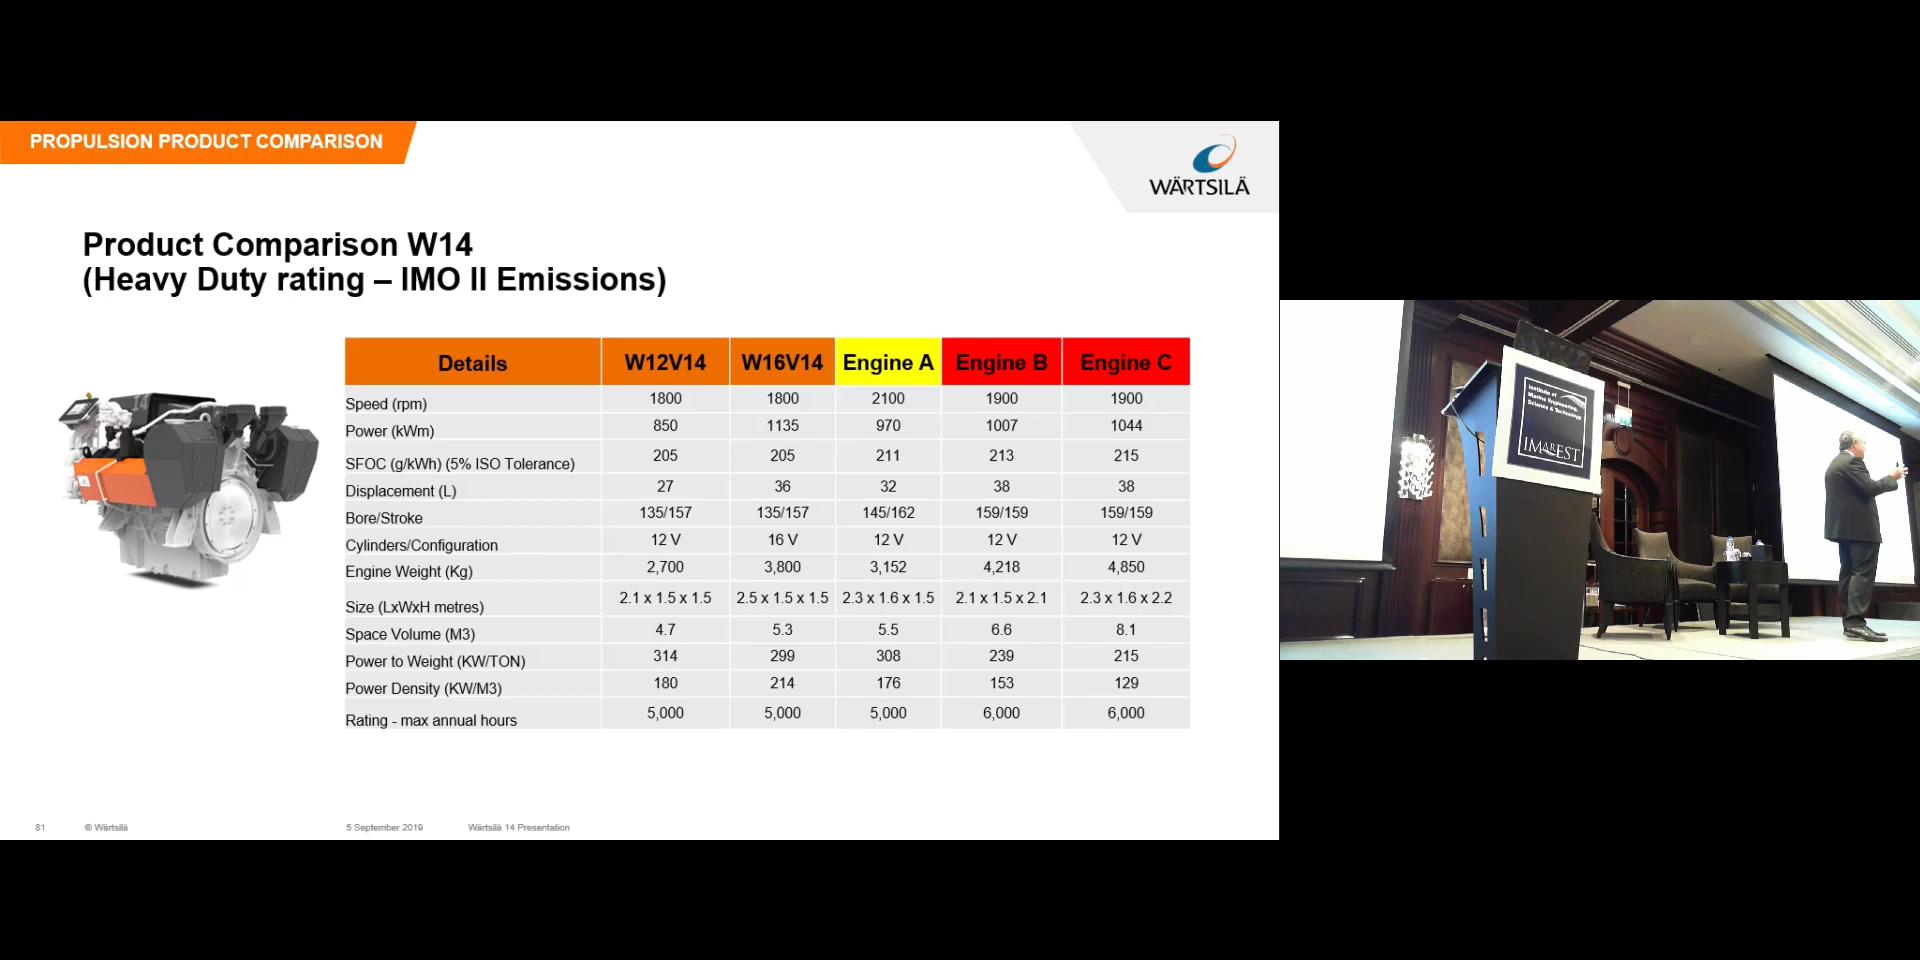 PROPULSION PRODUCT COMPARISON
WÄRTSILÄ
Product Comparison W14
(Heavy Duty rating – IMO II Emissions)
Details W12V14 W16V14 Engine A Engine B Engine C
Speed (rpm) 1800 1800 2100 1900 1900
Power (kWm) 850 1135 970 1007 1044
SFOC (g/kWh) (5% ISO Tolerance) 205 205 211 213 215
Displacement (L) 27 36 32 38 38
Bore/Stroke 135/157 135/157 145/162 159/159 159/159
Cylinders/Configuration 12 V 16 V 12 V 12 V 12 V
Engine Weight (Kg) 2,700 3,800 3,152 4,218 4,850
Size (LxWxH metres) 2.1 x 1.5 x 1.5 2.5 x 1.5 x 1.5 2.3 x 1.6 x 1.5 2.1 x 1.5 x 2.1 2.3 x 1.6 x 2.2
Space Volume (M3) 4.7 5.3 5.5 6.6 8.1
Power to Weight (KW/TON) 314 299 308 239 215
Power Density (KW/M3) 180 214 176 153 129
Rating - max annual hours 5,000 5,000 5,000 6,000 6,000
81 © Wärtsilä 5 September 2019 Wärtsilä 14 Presentation
Institute of
Marine Engineering,
Science & Technology
IMarEST